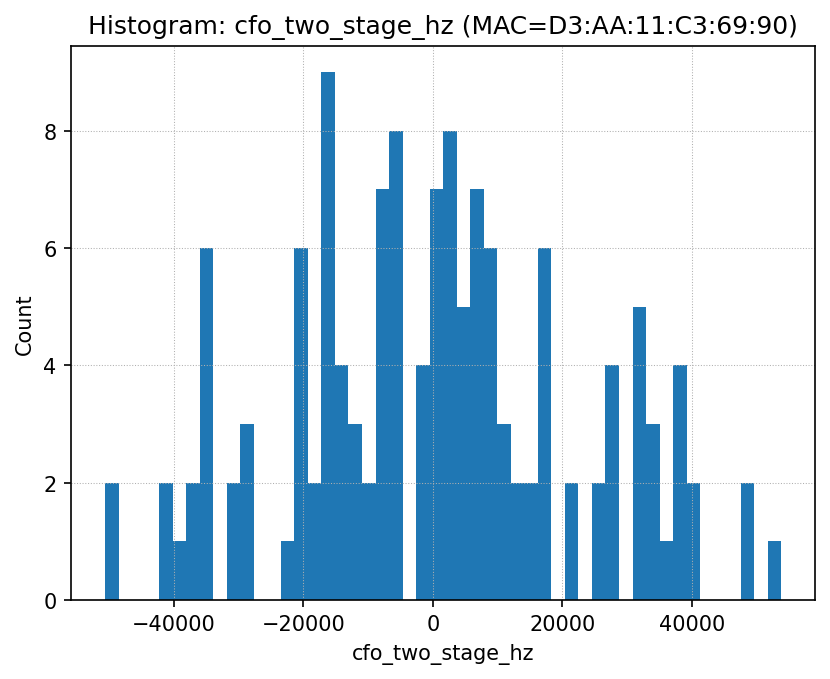 Histogram: cfo_two_stage_hz (MAC=D3:AA:11:C3:69:90)
8
6
4
2
0
Count
−40000 −20000 0 20000 40000
cfo_two_stage_hz